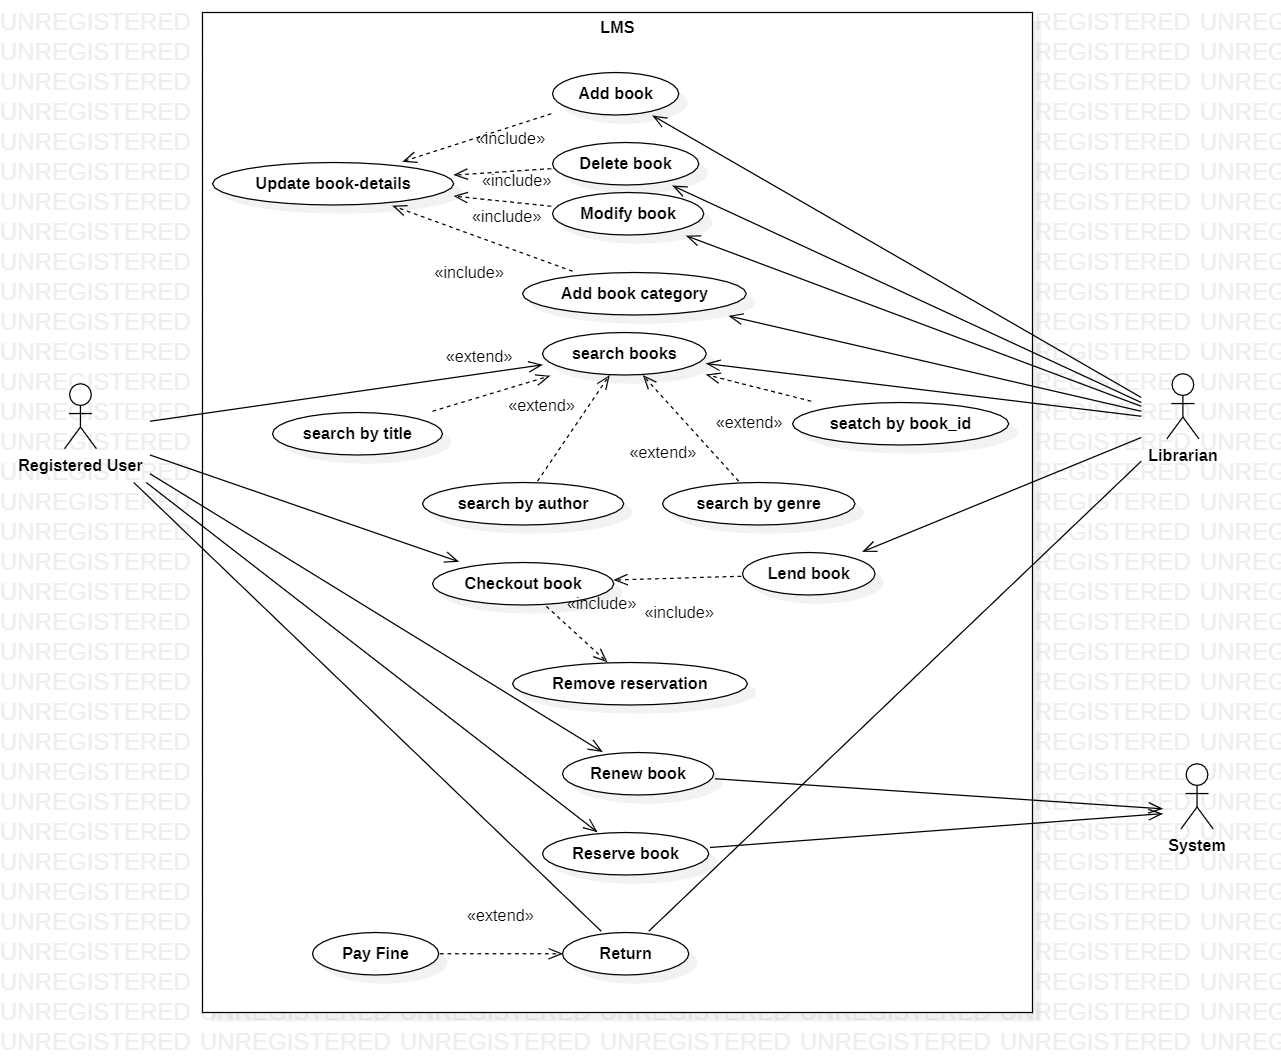 LMS
Add book
«include»
Delete book
Update book-details
«include»
Modify book
«include»
«include»
Add book category
search books
«extend»
«extend»
search by title
«extend»
seatch by book_id
«extend»
Registered User
Librarian
search by author
search by genre
Lend book
Checkout book
«include»
«include»
Remove reservation
Renew book
System
Reserve book
«extend»
Pay Fine
Return
UNREGISTERED